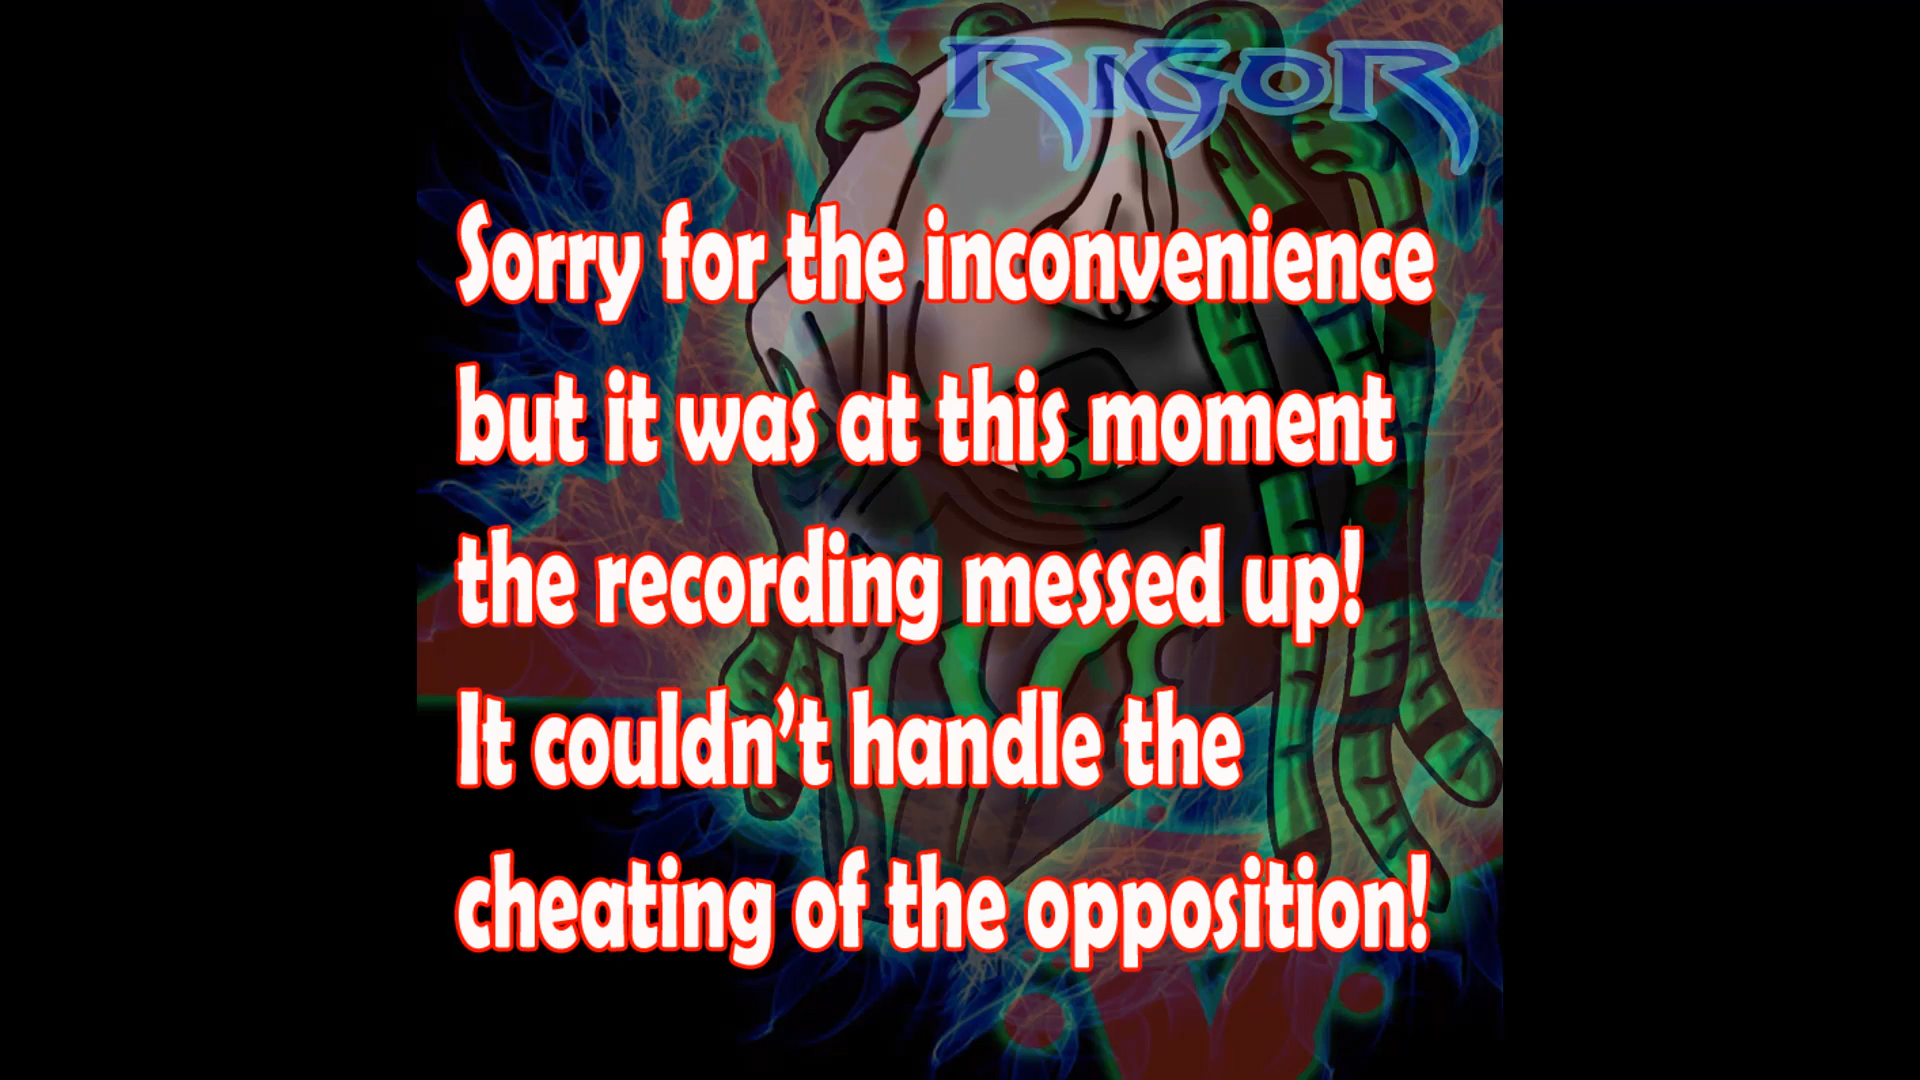 RIGOR
Sorry for the inconvenience
but it was at this moment
the recording messed up!
It couldn't handle the
cheating of the opposition!